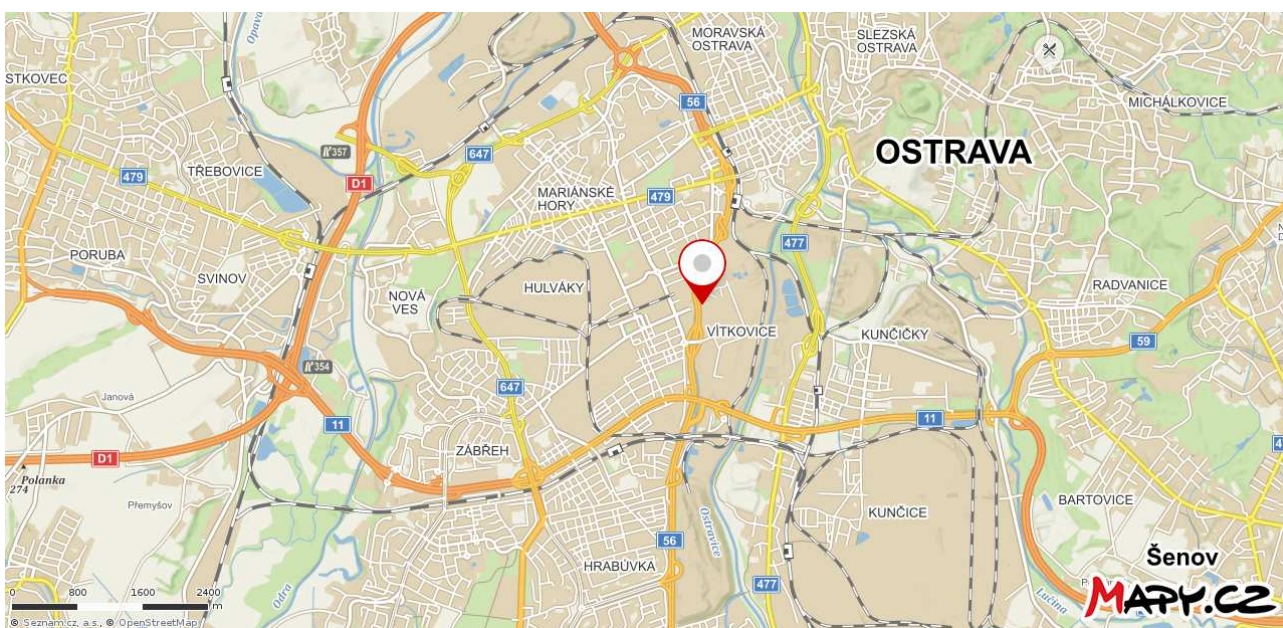 Opava
MORAVSKÁ
OSTRAVA
SLEZSKÁ
OSTRAVA
STKOVEC
56
MICHÁLKOVICE
357
647
OSTRAVA
TŘEBOVICE
479
D1
MARIÁNSKÉ
HORY
479
477
PORUBA
SVINOV
HULVÁKY
NOVÁ
VES
RADVANICE
VÍTKOVICE
KUNČIČKY
59
354
647
Janová
11
11
ZÁBŘEH
D1
Polanka
274
Přemyšov
BARTOVICE
KUNČICE
Ostravice
56
HRABŮVKA
477
Šenov
Odra
Lučina
0 800 1600 2400
m
MAPY.CZ
© Seznam.cz, a.s., © OpenStreetMap